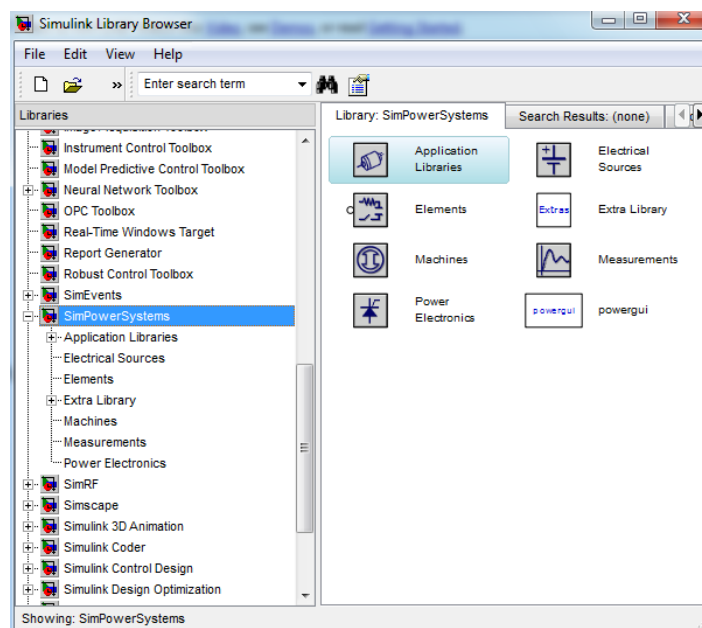 Simulink Library Browser
File Edit View Help
» Enter search term
Libraries
Library: SimPowerSystems
Search Results: (none)
Instrument Control Toolbox
Model Predictive Control Toolbox
Neural Network Toolbox
OPC Toolbox
Real-Time Windows Target
Report Generator
Robust Control Toolbox
SimEvents
SimPowerSystems
Application Libraries
Electrical Sources
Elements
Extra Library
Machines
Measurements
Power Electronics
SimRF
Simscape
Simulink 3D Animation
Simulink Coder
Simulink Control Design
Simulink Design Optimization
Application
Libraries
Electrical
Sources
Elements
Extras
Extra Library
Machines
Measurements
Power
Electronics
powergui
powergui
Showing: SimPowerSystems